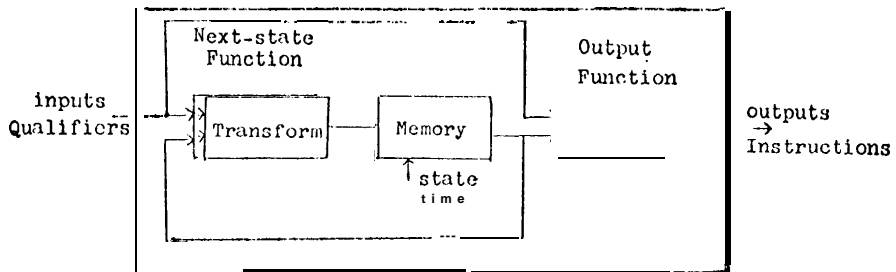 Next-state
Function
Output
Function
inputs
Qualifiers
Transform
Memory
outputs
Instructions
state
time